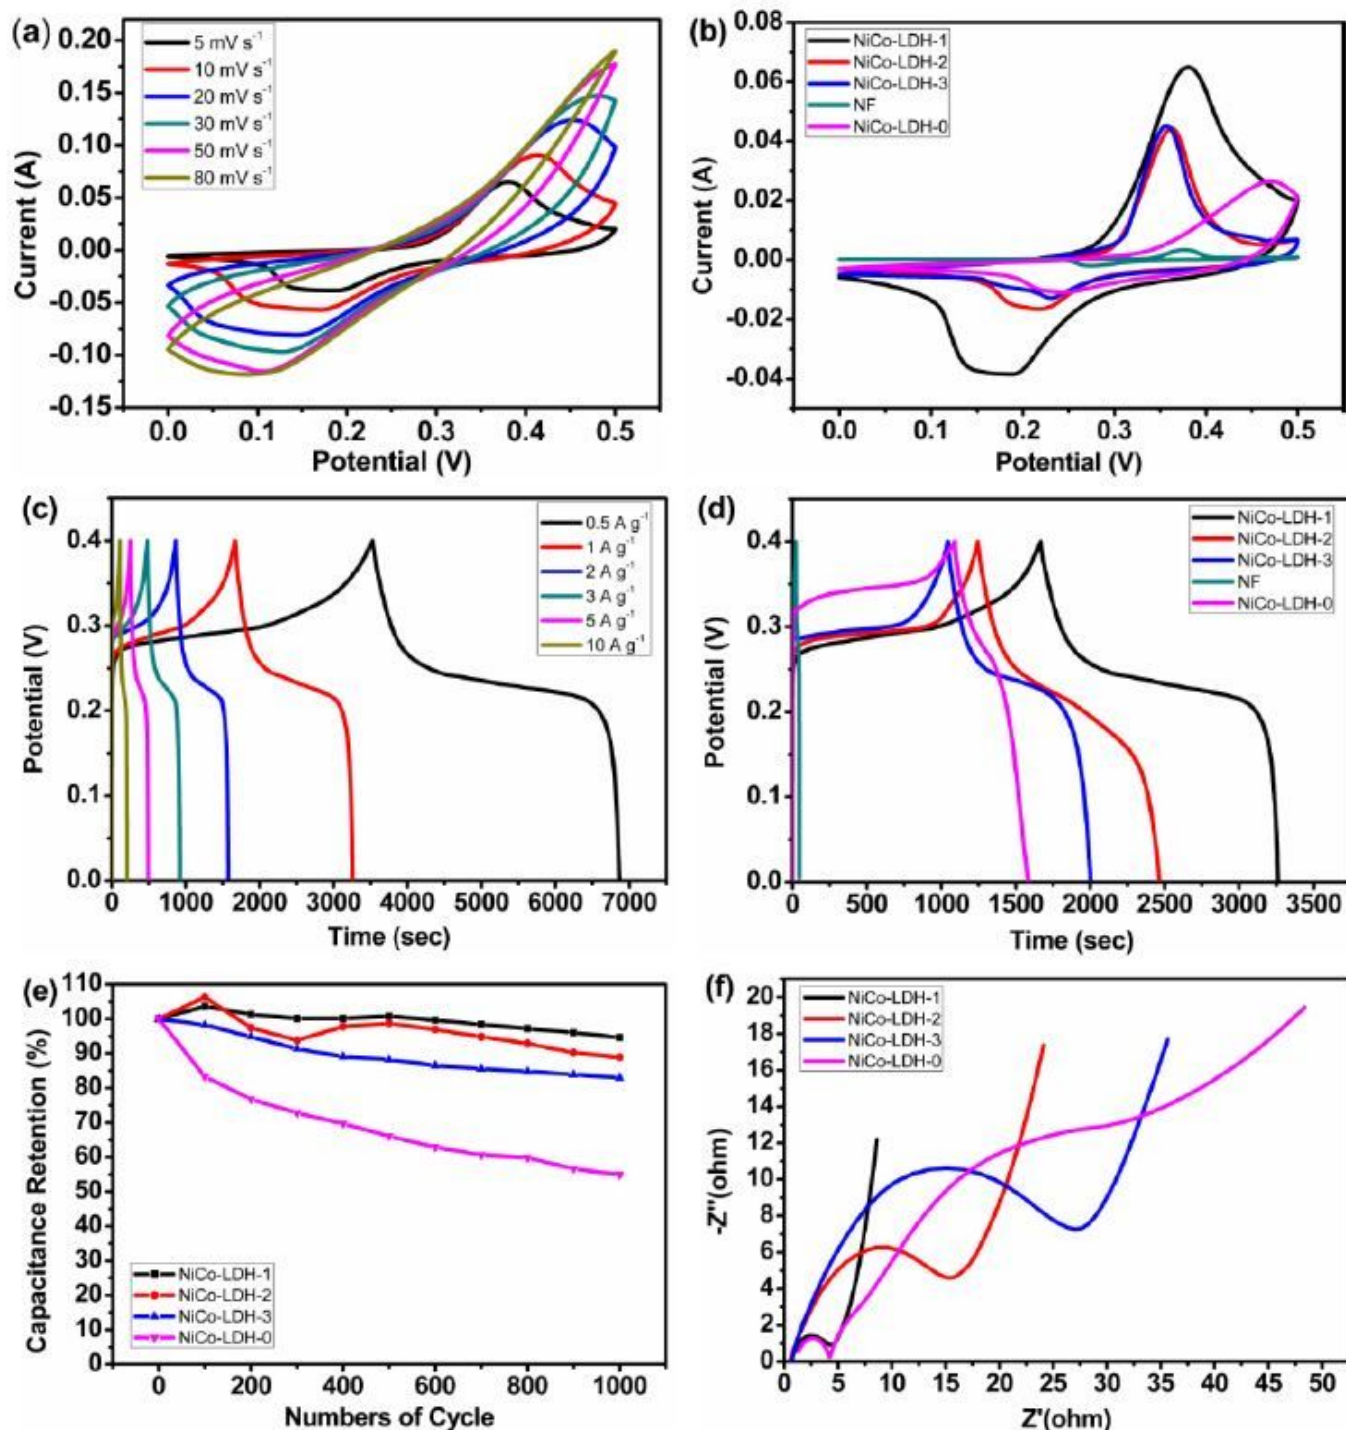 (a)
5 mV s⁻¹
10 mV s⁻¹
20 mV s⁻¹
30 mV s⁻¹
50 mV s⁻¹
80 mV s⁻¹
0.20
0.15
0.10
0.05
0.00
-0.05
-0.10
-0.15
Current (A)
0.0 0.1 0.2 0.3 0.4 0.5
Potential (V)
(b)
NiCo-LDH-1
NiCo-LDH-2
NiCo-LDH-3
NF
NiCo-LDH-0
0.08
0.06
0.04
0.02
0.00
-0.02
-0.04
Current (A)
0.0 0.1 0.2 0.3 0.4 0.5
Potential (V)
(c)
0.5 A g⁻¹
1 A g⁻¹
2 A g⁻¹
3 A g⁻¹
5 A g⁻¹
10 A g⁻¹
0.4
0.3
0.2
0.1
0.0
Potential (V)
0 1000 2000 3000 4000 5000 6000 7000
Time (sec)
(d)
NiCo-LDH-1
NiCo-LDH-2
NiCo-LDH-3
NF
NiCo-LDH-0
0.4
0.3
0.2
0.1
0.0
Potential (V)
0 500 1000 1500 2000 2500 3000 3500
Time (sec)
(e)
110
100
90
80
70
60
50
40
30
20
10
0
Capacitance Retention (%)
NiCo-LDH-1
NiCo-LDH-2
NiCo-LDH-3
NiCo-LDH-0
0 200 400 600 800 1000
Numbers of Cycle
(f)
NiCo-LDH-1
NiCo-LDH-2
NiCo-LDH-3
NiCo-LDH-0
20
18
16
14
12
10
8
6
4
2
0
-Z''(ohm)
0 5 10 15 20 25 30 35 40 45 50
Z'(ohm)